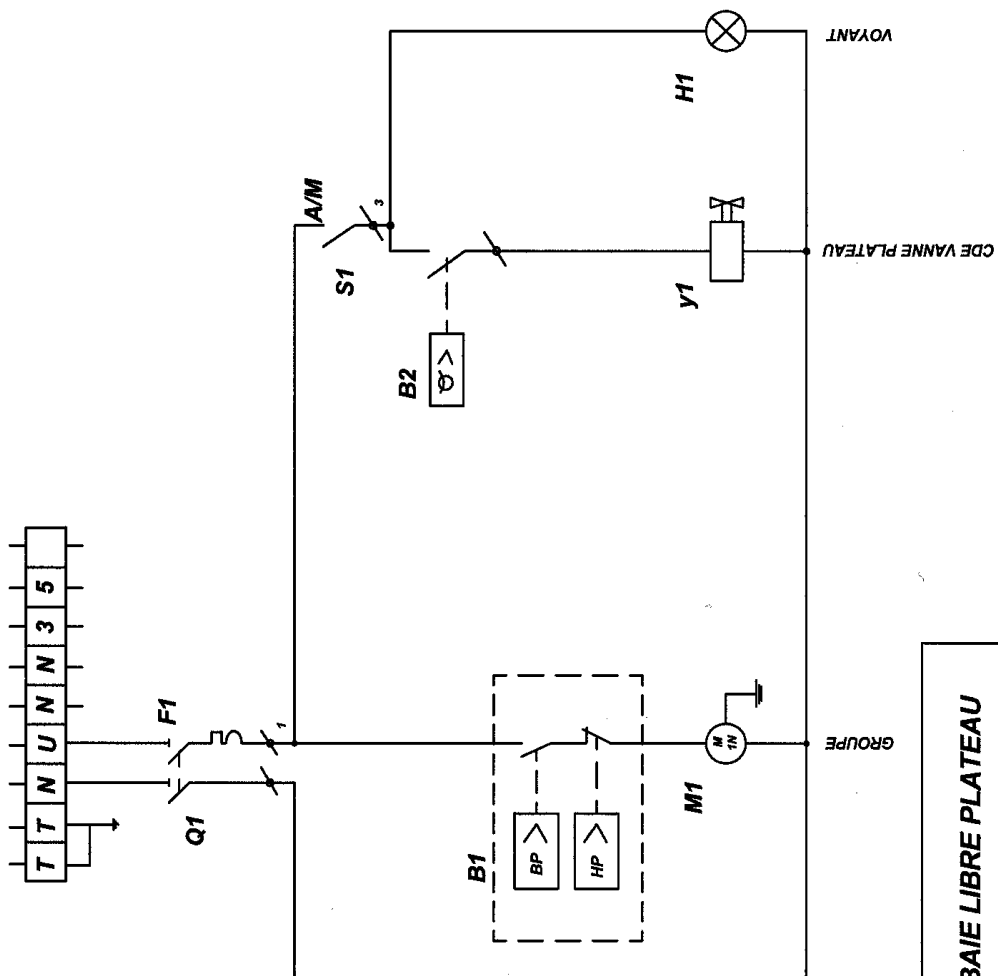 T T N U N N 3 5
F1
Q1
1
A/M
S1
3
B2
B1
BP >
HP >
M1
M
1N
y1
H1
GROUPE
CDE VANNE PLATEAU
VOYANT
BAIE LIBRE PLATEAU